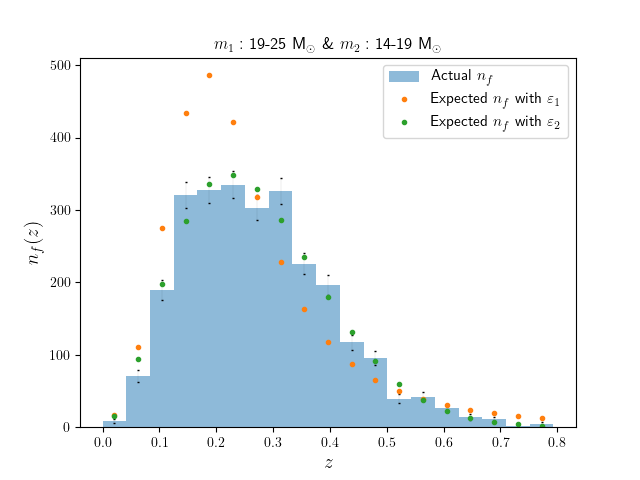 m₁ : 19-25 M⊙ & m₂ : 14-19 M⊙
500
400
300
200
100
0
n_f(z)
Actual n_f
Expected n_f with ε₁
Expected n_f with ε₂
0.0 0.1 0.2 0.3 0.4 0.5 0.6 0.7 0.8
z